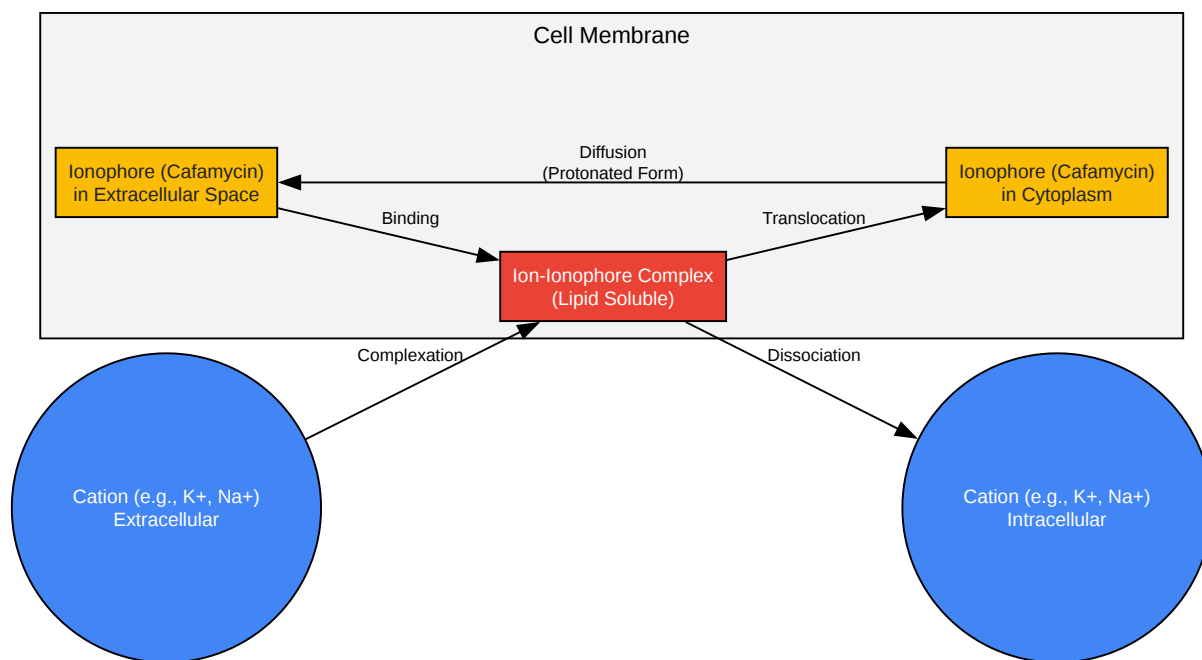 Cell Membrane
Diffusion
(Protonated Form)
Ionophore (Cafamycin)
in Extracellular Space
Ionophore (Cafamycin)
in Cytoplasm
Binding
Translocation
Ion-Ionophore Complex
(Lipid Soluble)
Complexation
Dissociation
Cation (e.g., K+, Na+)
Extracellular
Cation (e.g., K+, Na+)
Intracellular